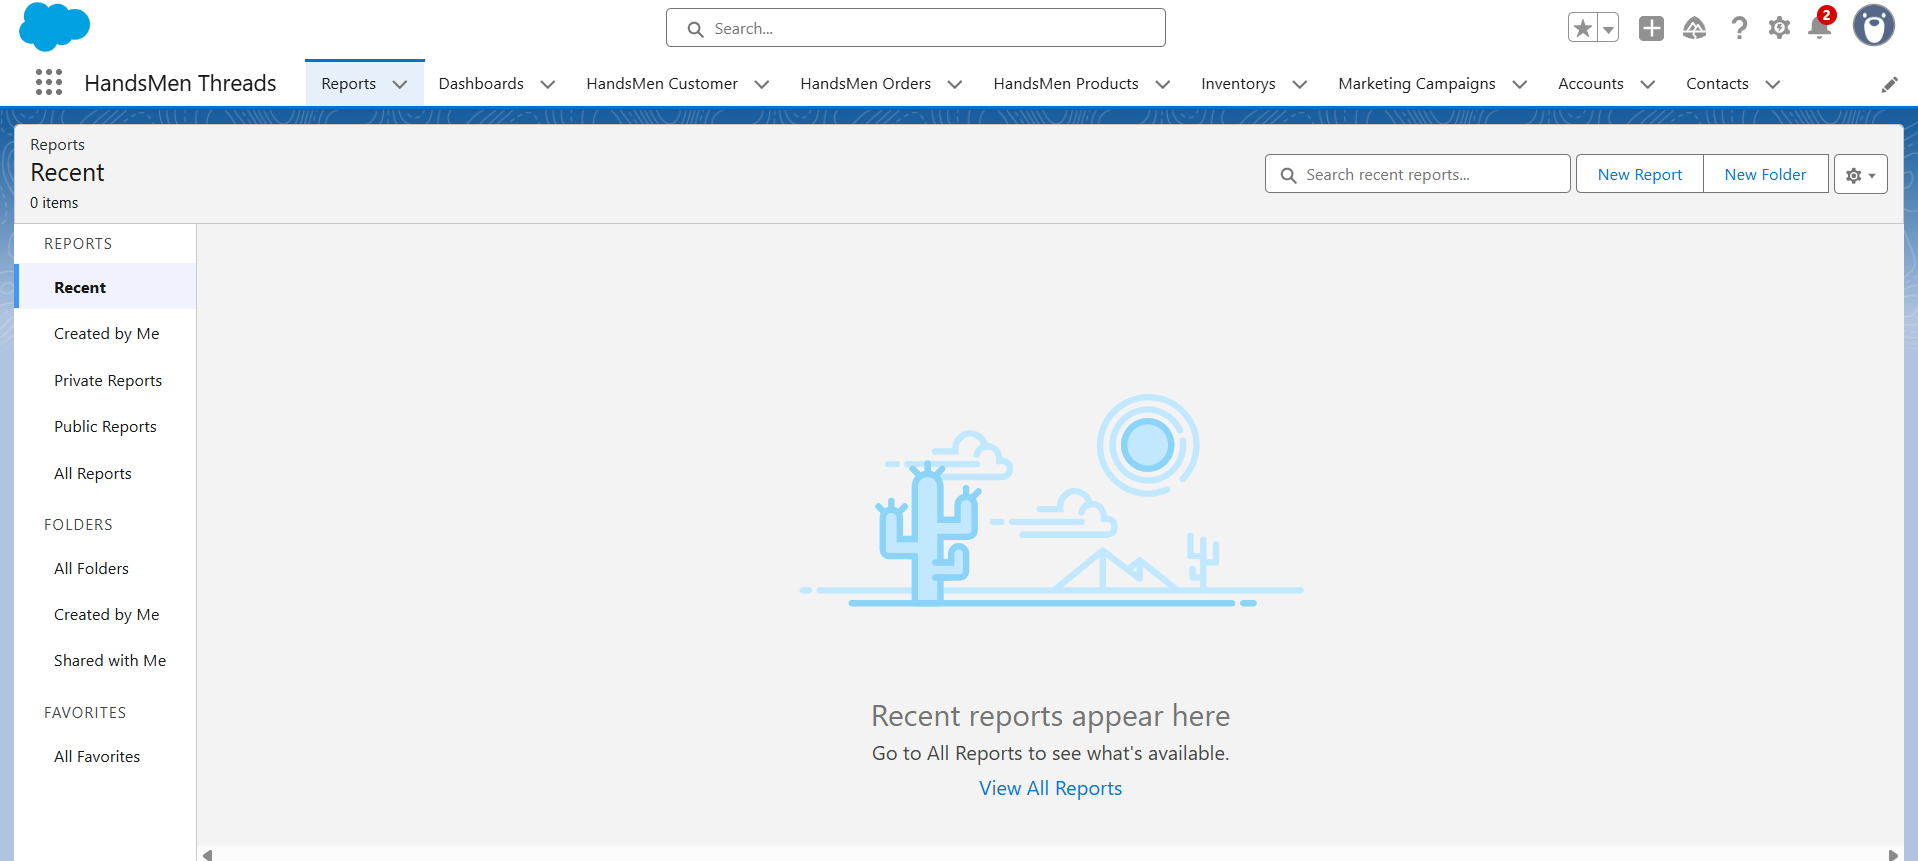 Search...
2
HandsMen Threads
Reports
Dashboards
HandsMen Customer
HandsMen Orders
HandsMen Products
Inventorys
Marketing Campaigns
Accounts
Contacts
Reports
Recent
0 items
Search recent reports...
New Report
New Folder
REPORTS
Recent
Created by Me
Private Reports
Public Reports
All Reports
FOLDERS
All Folders
Created by Me
Shared with Me
FAVORITES
All Favorites
Recent reports appear here
Go to All Reports to see what's available.
View All Reports